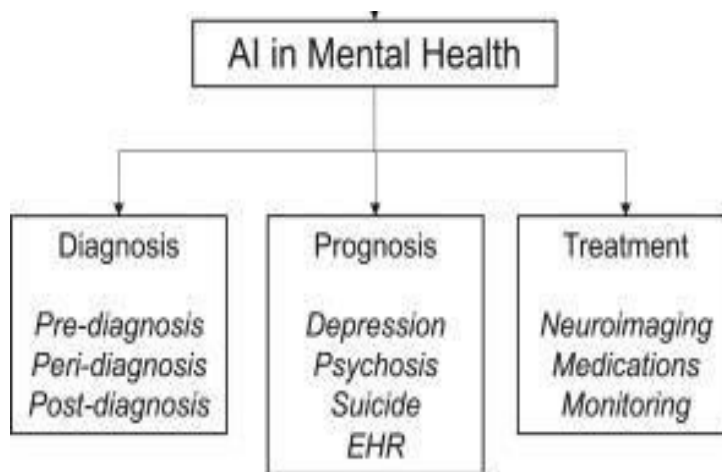 AI in Mental Health
Diagnosis
Pre-diagnosis
Peri-diagnosis
Post-diagnosis
Prognosis
Depression
Psychosis
Suicide
EHR
Treatment
Neuroimaging
Medications
Monitoring